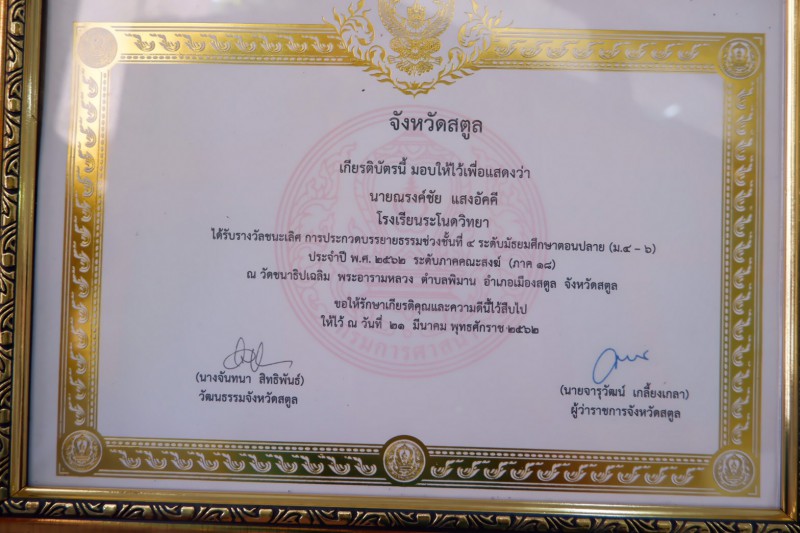 จังหวัดสตูล
เกียรติบัตรนี้ มอบให้ไว้เพื่อแสดงว่า
นายณรงค์ชัย แสงอัคคี
โรงเรียนระโนดวิทยา
ได้รับรางวัลชนะเลิศ การประกวดบรรยายธรรมช่วงชั้นที่ ๔ ระดับมัธยมศึกษาตอนปลาย (ม.๔ - ๖)
ประจำปี พ.ศ. ๒๕๖๒ ระดับภาคคณะสงฆ์ (ภาค ๑๘)
ณ วัดชนาธิปเฉลิม พระอารามหลวง ตำบลพิมาน อำเภอเมืองสตูล จังหวัดสตูล
ขอให้รักษาเกียรติคุณและความดีนี้ไว้สืบไป
ให้ไว้ ณ วันที่ ๒๑ มีนาคม พุทธศักราช ๒๕๖๒
(นางจันทนา สิทธิพันธ์)
วัฒนธรรมจังหวัดสตูล
(นายจารุวัฒน์ เกลี้ยงเกลา)
ผู้ว่าราชการจังหวัดสตูล